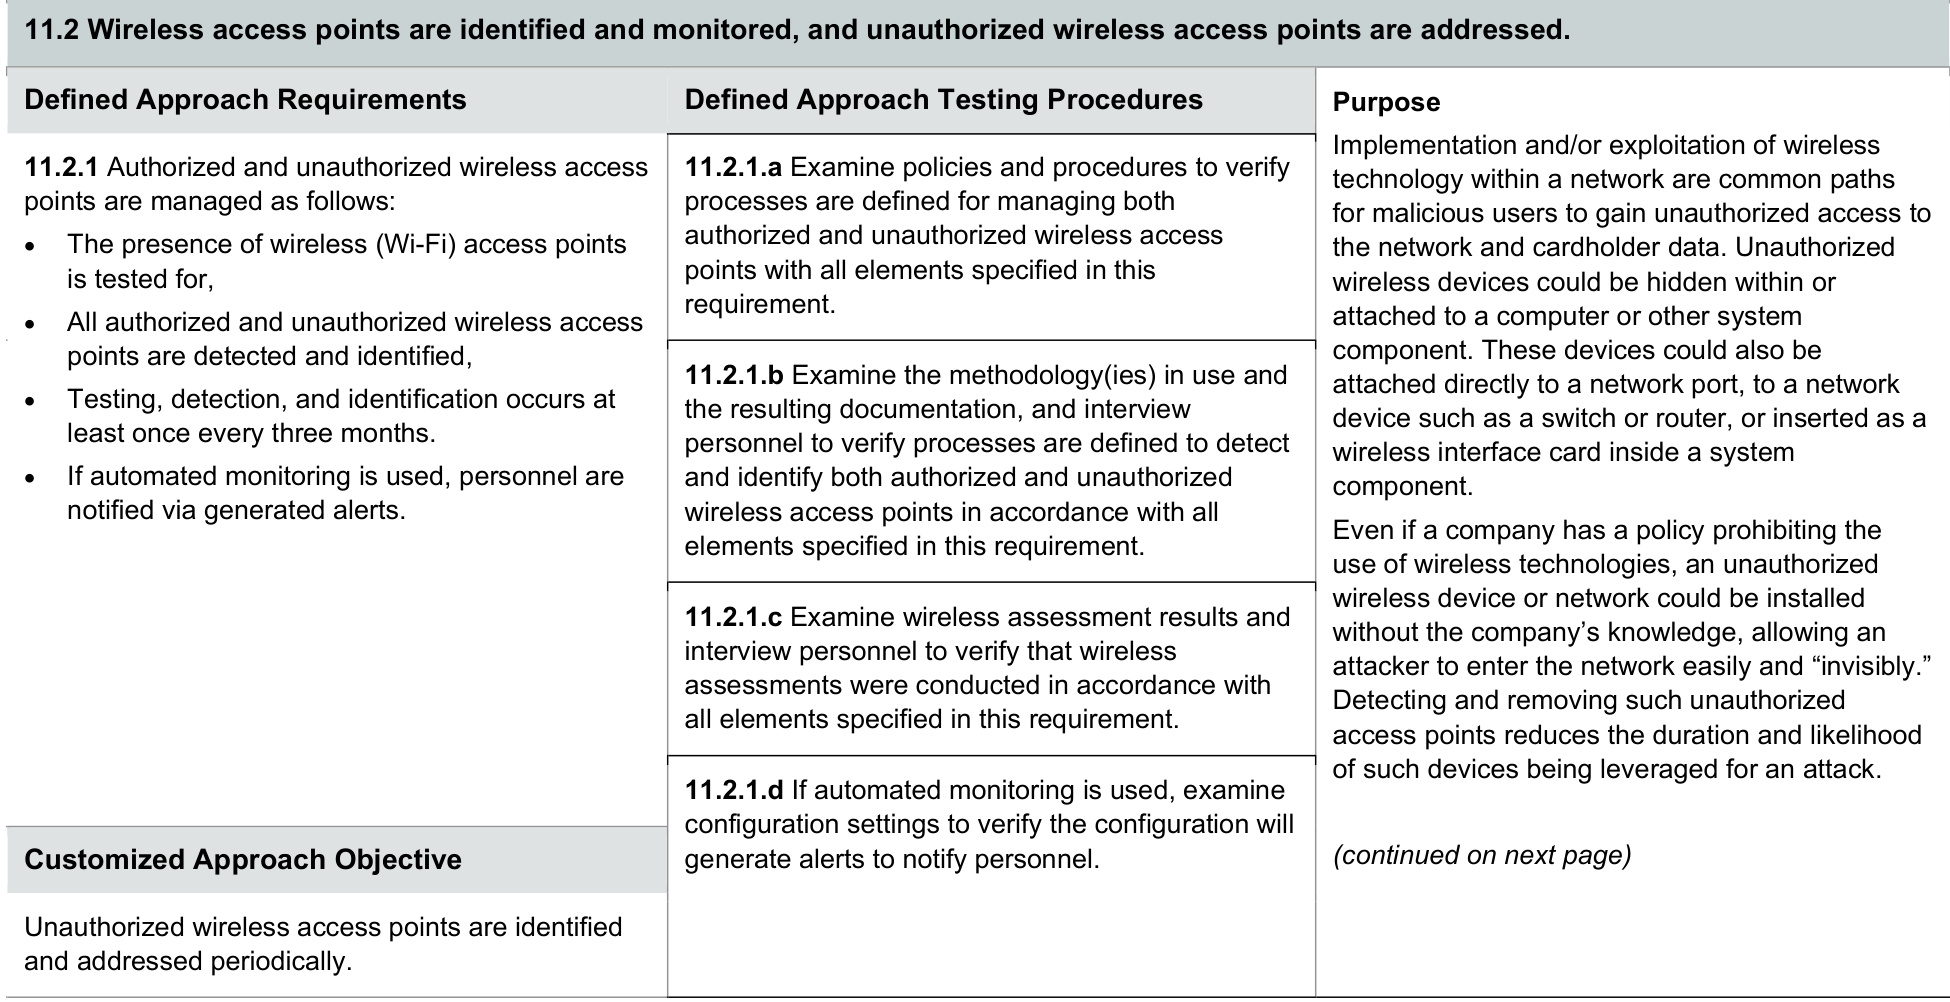 11.2 Wireless access points are identified and monitored, and unauthorized wireless access points are addressed.
Defined Approach Requirements
11.2.1 Authorized and unauthorized wireless access
points are managed as follows:
• The presence of wireless (Wi-Fi) access points
is tested for,
• All authorized and unauthorized wireless access
points are detected and identified,
• Testing, detection, and identification occurs at
least once every three months.
• If automated monitoring is used, personnel are
notified via generated alerts.
Customized Approach Objective
Unauthorized wireless access points are identified
and addressed periodically.
Defined Approach Testing Procedures
11.2.1.a Examine policies and procedures to verify
processes are defined for managing both
authorized and unauthorized wireless access
points with all elements specified in this
requirement.
11.2.1.b Examine the methodology(ies) in use and
the resulting documentation, and interview
personnel to verify processes are defined to detect
and identify both authorized and unauthorized
wireless access points in accordance with all
elements specified in this requirement.
11.2.1.c Examine wireless assessment results and
interview personnel to verify that wireless
assessments were conducted in accordance with
all elements specified in this requirement.
11.2.1.d If automated monitoring is used, examine
configuration settings to verify the configuration will
generate alerts to notify personnel.
Purpose
Implementation and/or exploitation of wireless
technology within a network are common paths
for malicious users to gain unauthorized access to
the network and cardholder data. Unauthorized
wireless devices could be hidden within or
attached to a computer or other system
component. These devices could also be
attached directly to a network port, to a network
device such as a switch or router, or inserted as a
wireless interface card inside a system
component.
Even if a company has a policy prohibiting the
use of wireless technologies, an unauthorized
wireless device or network could be installed
without the company’s knowledge, allowing an
attacker to enter the network easily and “invisibly.”
Detecting and removing such unauthorized
access points reduces the duration and likelihood
of such devices being leveraged for an attack.
(continued on next page)